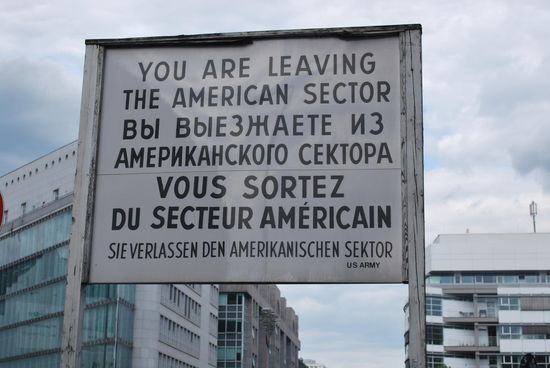 YOU ARE LEAVING
THE AMERICAN SECTOR
ВЫ ВЫЕЗЖАЕТЕ ИЗ
АМЕРИКАНСКОГО СЕКТОРА
VOUS SORTEZ
DU SECTEUR AMÉRICAIN
SIE VERLASSEN DEN AMERIKANISCHEN SEKTOR
US ARMY